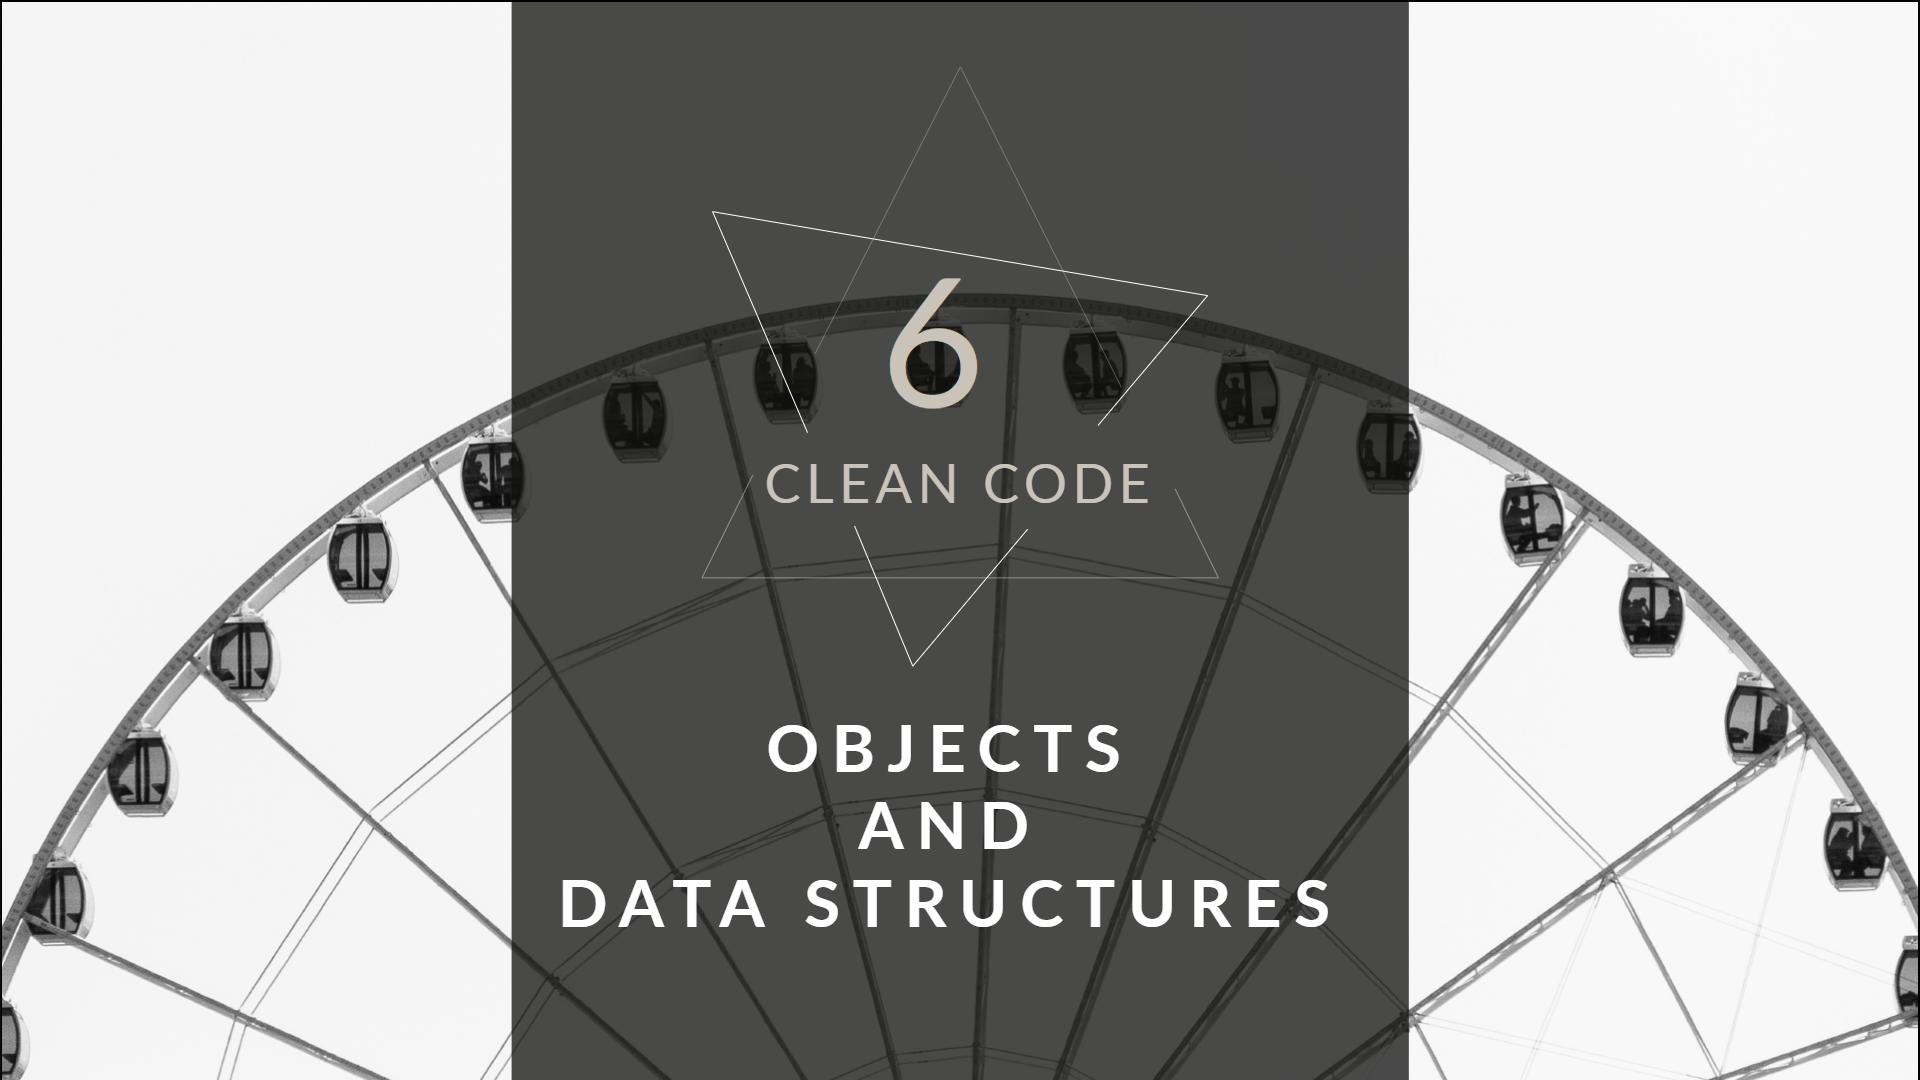 6
CLEAN CODE
OBJECTS
AND
DATA STRUCTURES